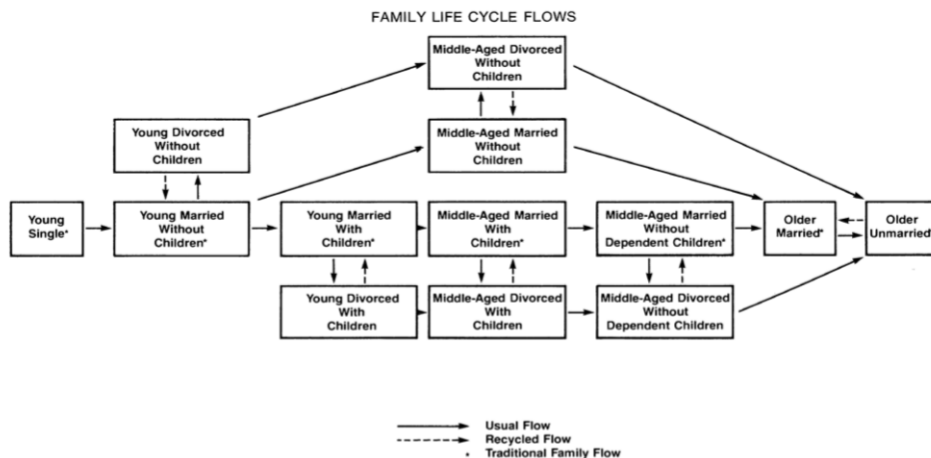 FAMILY LIFE CYCLE FLOWS
Middle-Aged Divorced
Without
Children
Young Divorced
Without
Children
Middle-Aged Married
Without
Children
Young
Single*
Young Married
Without
Children*
Young Married
With
Children*
Middle-Aged Married
With
Children*
Middle-Aged Married
Without
Dependent Children*
Older
Married*
Older
Unmarried*
Young Divorced
With
Children
Middle-Aged Divorced
With
Children
Middle-Aged Divorced
Without
Dependent Children
Usual Flow
Recycled Flow
* Traditional Family Flow